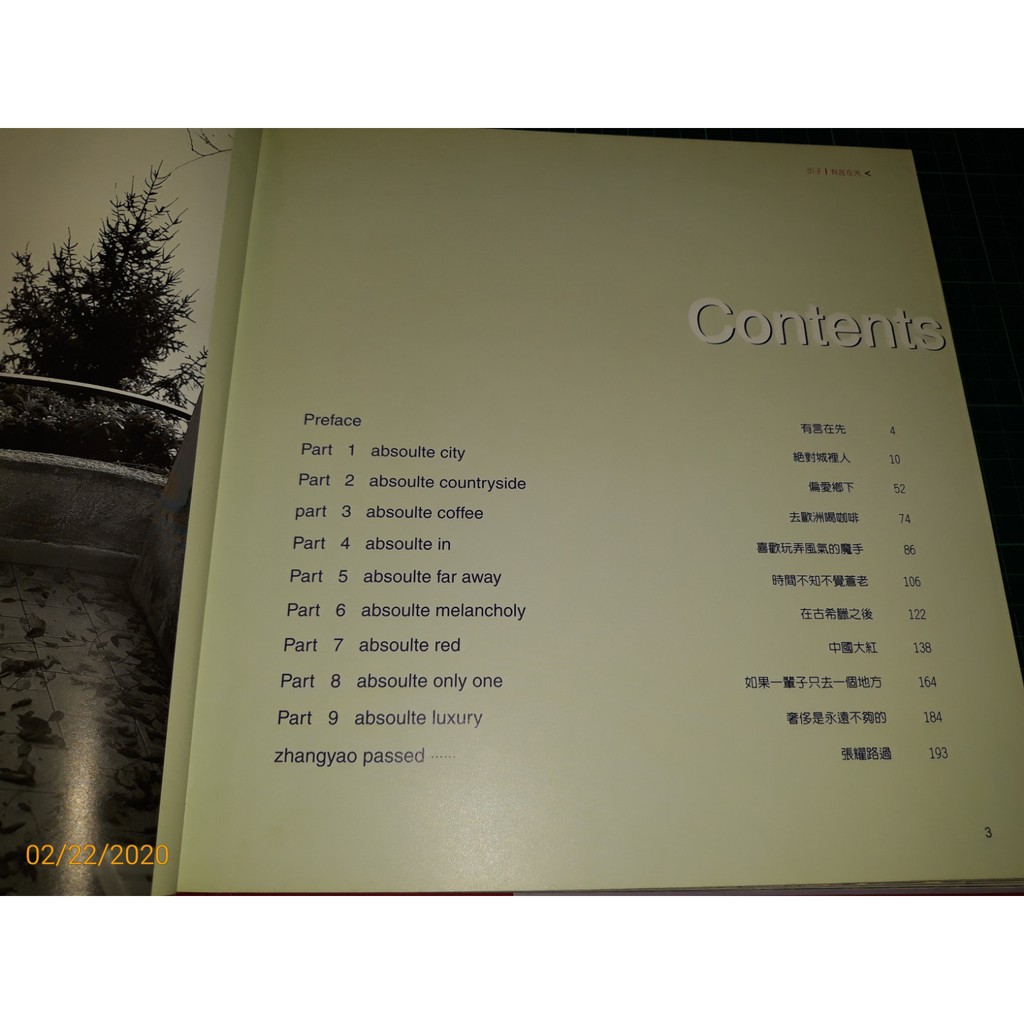 Contents
Preface 有言在先 4
Part 1 absoulte city 絕對城裡人 10
Part 2 absoulte countryside 偏愛鄉下 52
part 3 absoulte coffee 去歐洲喝咖啡 74
Part 4 absoulte in 喜歡玩弄風氣的魔手 86
Part 5 absoulte far away 時間不知不覺蒼老 106
Part 6 absoulte melancholy 在古希臘之後 122
Part 7 absoulte red 中國大紅 138
Part 8 absoulte only one 如果一輩子只去一個地方 164
Part 9 absoulte luxury 奢侈是永遠不夠的 184
zhangyao passed ...... 張耀路過 193
3
02/22/2020